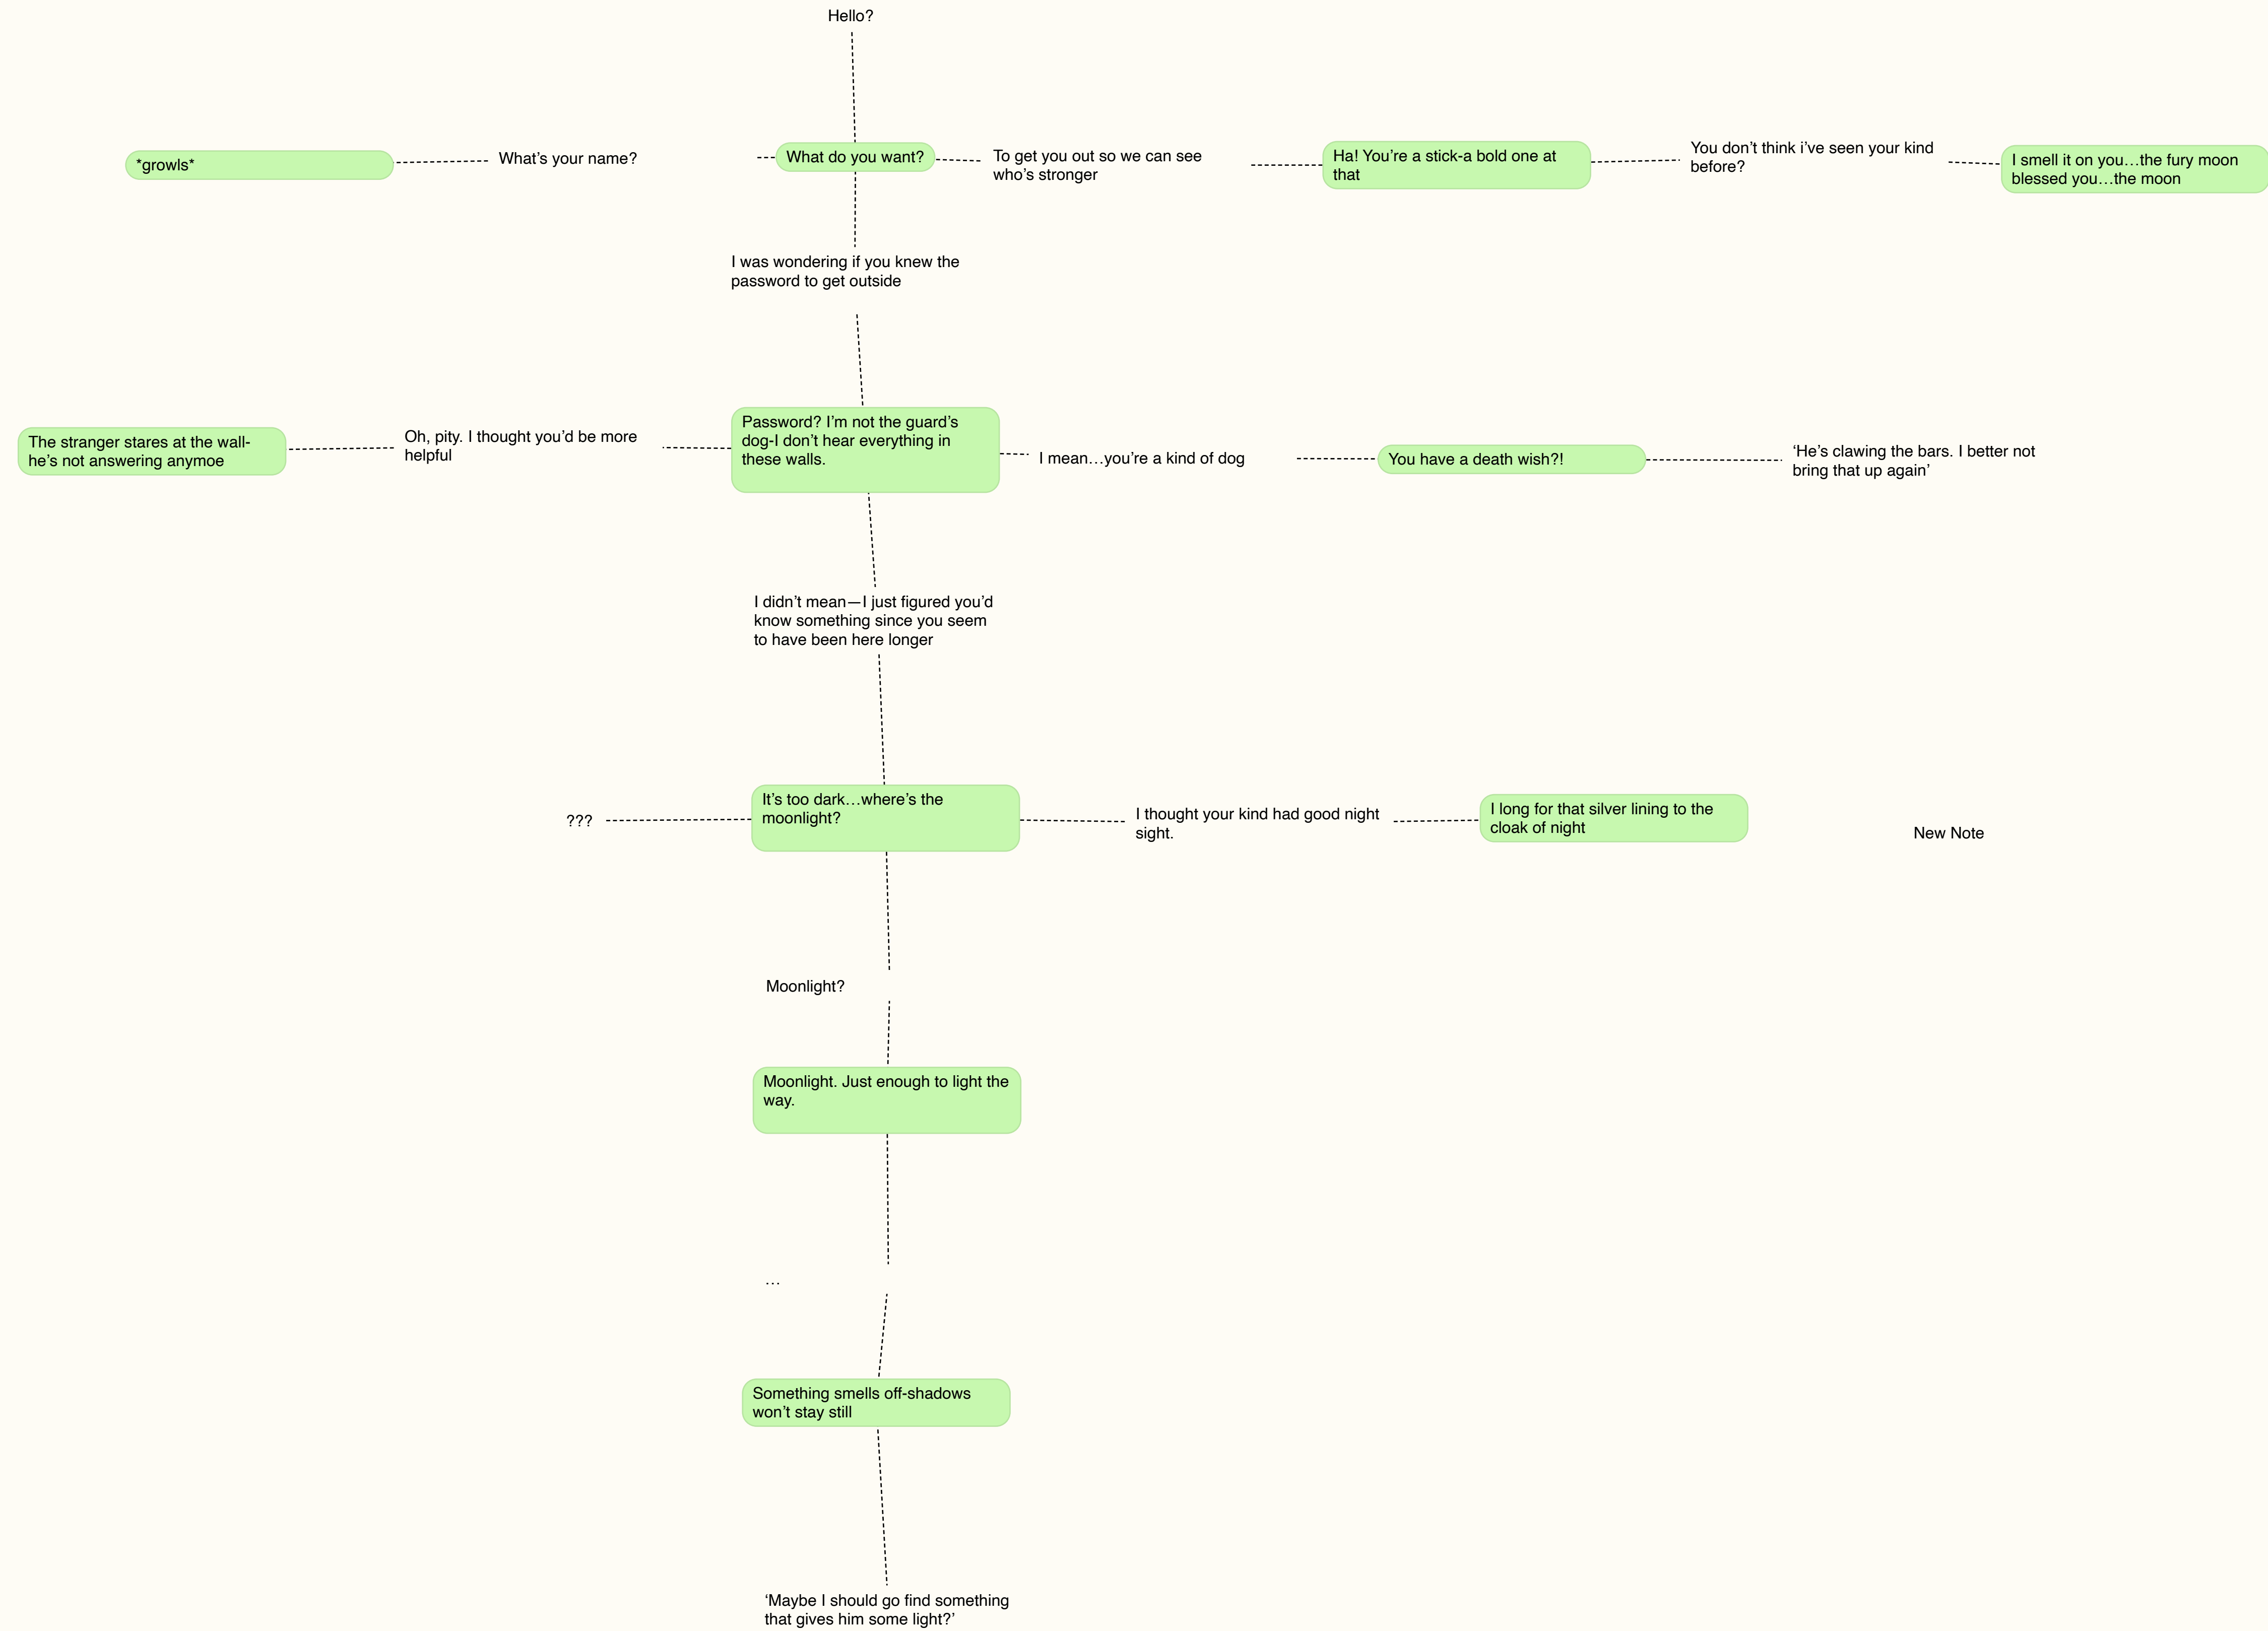 Hello?
*growls*
What's your name?
What do you want?
To get you out so we can see
who's stronger
Ha! You're a stick-a bold one at
that
You don't think i've seen your kind
before?
I smell it on you…the fury moon
blessed you…the moon
I was wondering if you knew the
password to get outside
The stranger stares at the wall-
he's not answering anymoe
Oh, pity. I thought you'd be more
helpful
Password? I'm not the guard's
dog-I don't hear everything in
these walls.
I mean…you're a kind of dog
You have a death wish?!
‘He's clawing the bars. I better not
bring that up again’
I didn't mean—I just figured you'd
know something since you seem
to have been here longer
???
It's too dark…where's the
moonlight?
I thought your kind had good night
sight.
I long for that silver lining to the
cloak of night
New Note
Moonlight?
Moonlight. Just enough to light the
way.
…
Something smells off-shadows
won't stay still
‘Maybe I should go find something
that gives him some light?’